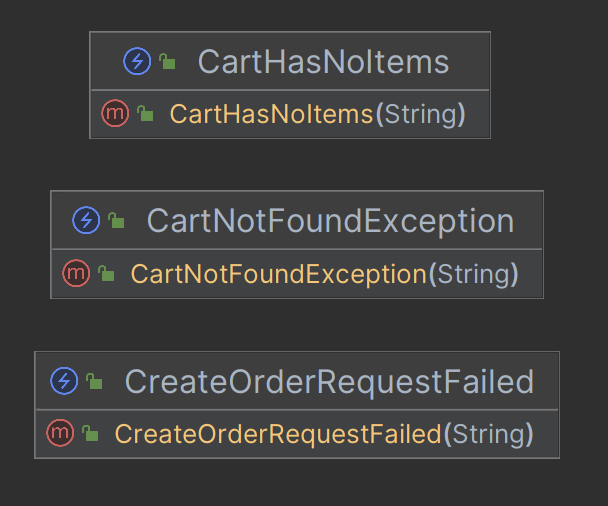 CartHasNoItems
m CartHasNoItems(String)
CartNotFoundException
m CartNotFoundException(String)
CreateOrderRequestFailed
m CreateOrderRequestFailed(String)